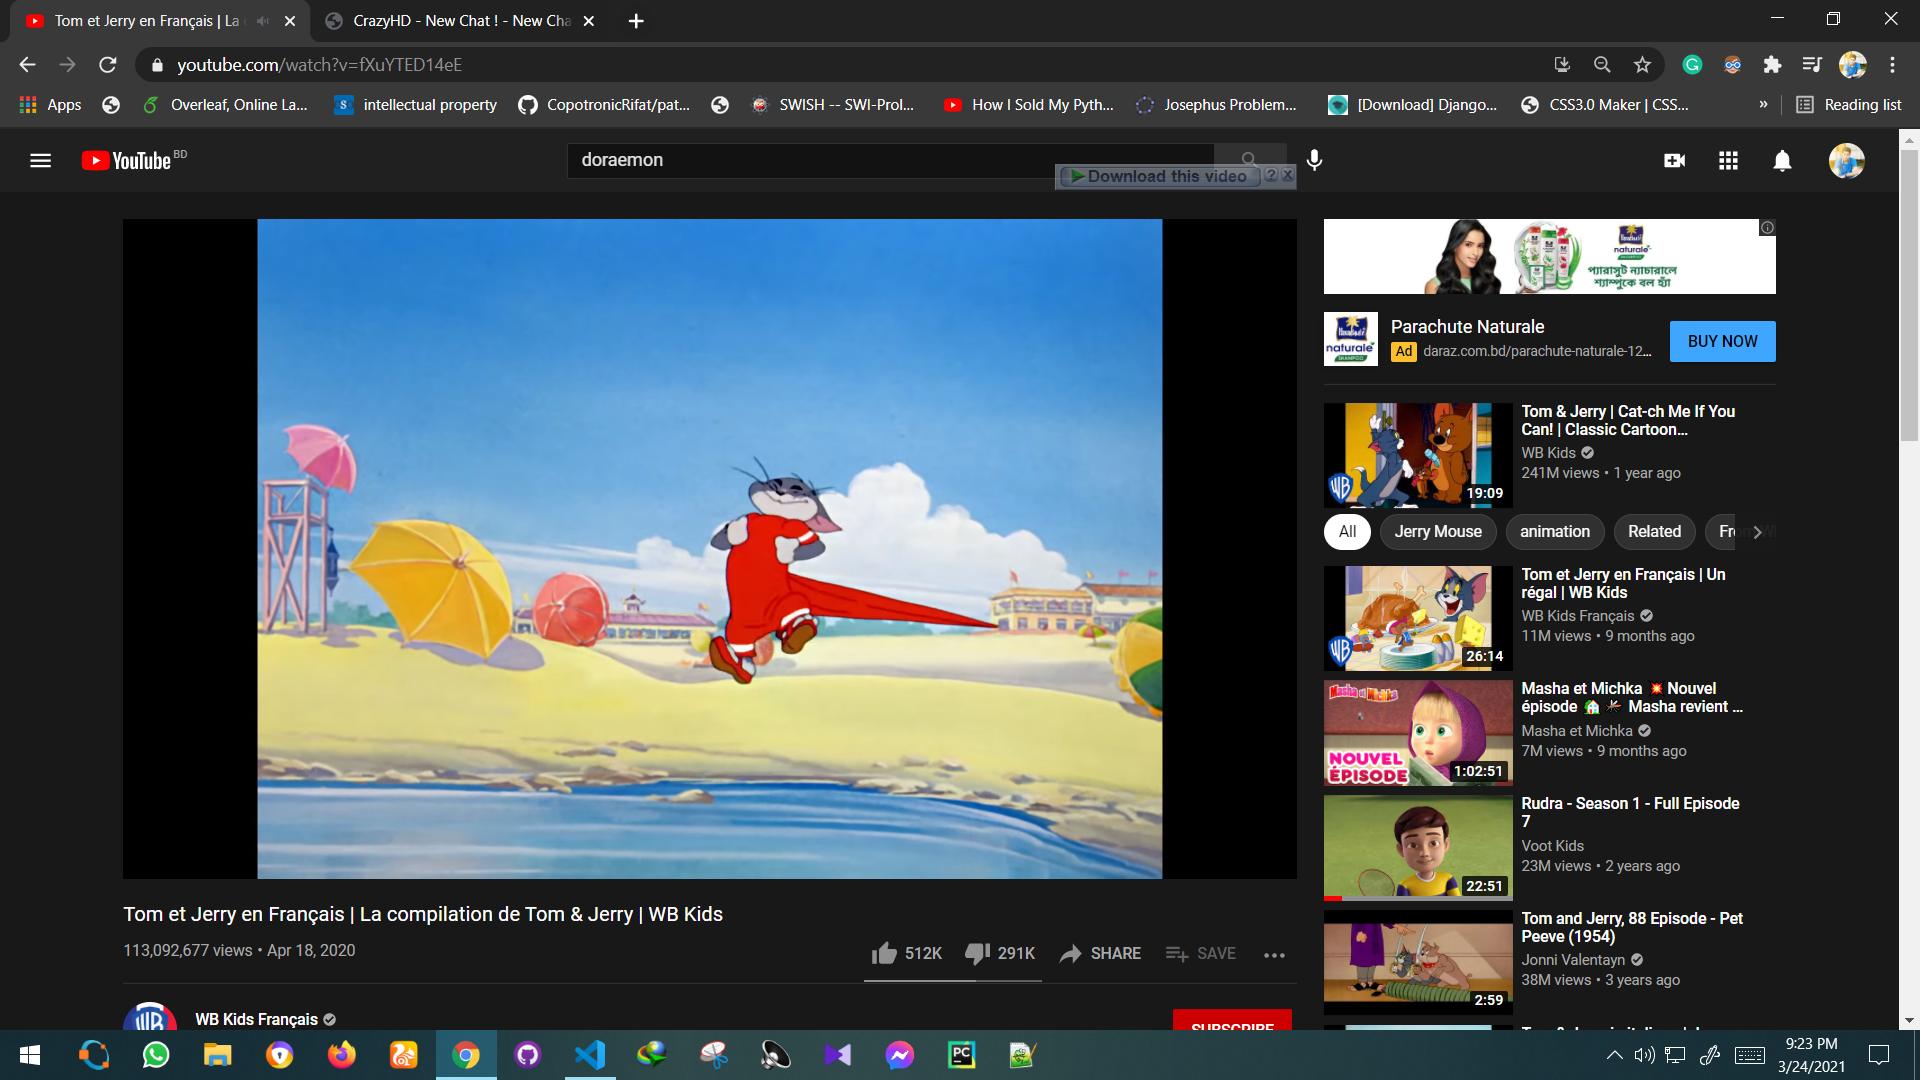 Tom et Jerry en Français | La
CrazyHD - New Chat ! - New Cha
youtube.com/watch?v=fXuYTED14eE
Apps
Overleaf, Online La...
intellectual property
CopotronicRifat/pat...
SWISH -- SWI-Prol...
How I Sold My Pyth...
Josephus Problem...
[Download] Django...
CSS3.0 Maker | CSS...
»
Reading list
YouTube BD
doraemon
Download this video
naturale
প্যারাসুট ন্যাচারালে
শ্যাম্পুকে বল হ্যাঁ
naturale
SHAMPOO
Parachute Naturale
Ad daraz.com.bd/parachute-naturale-12...
BUY NOW
19:09
Tom & Jerry | Cat-ch Me If You
Can! | Classic Cartoon...
WB Kids
241M views • 1 year ago
All
Jerry Mouse
animation
Related
26:14
Tom et Jerry en Français | Un
régal | WB Kids
WB Kids Français
11M views • 9 months ago
Masha et Michka
NOUVEL
ÉPISODE
1:02:51
Masha et Michka 💥 Nouvel
épisode 🏠 🦟 Masha revient ...
Masha et Michka
7M views • 9 months ago
22:51
Rudra - Season 1 - Full Episode
7
Voot Kids
23M views • 2 years ago
2:59
Tom and Jerry, 88 Episode - Pet
Peeve (1954)
Jonni Valentayn
38M views • 3 years ago
Tom et Jerry en Français | La compilation de Tom & Jerry | WB Kids
113,092,677 views • Apr 18, 2020
512K
291K
SHARE
SAVE
WB Kids Français
SUBSCRIBE
9:23 PM
3/24/2021